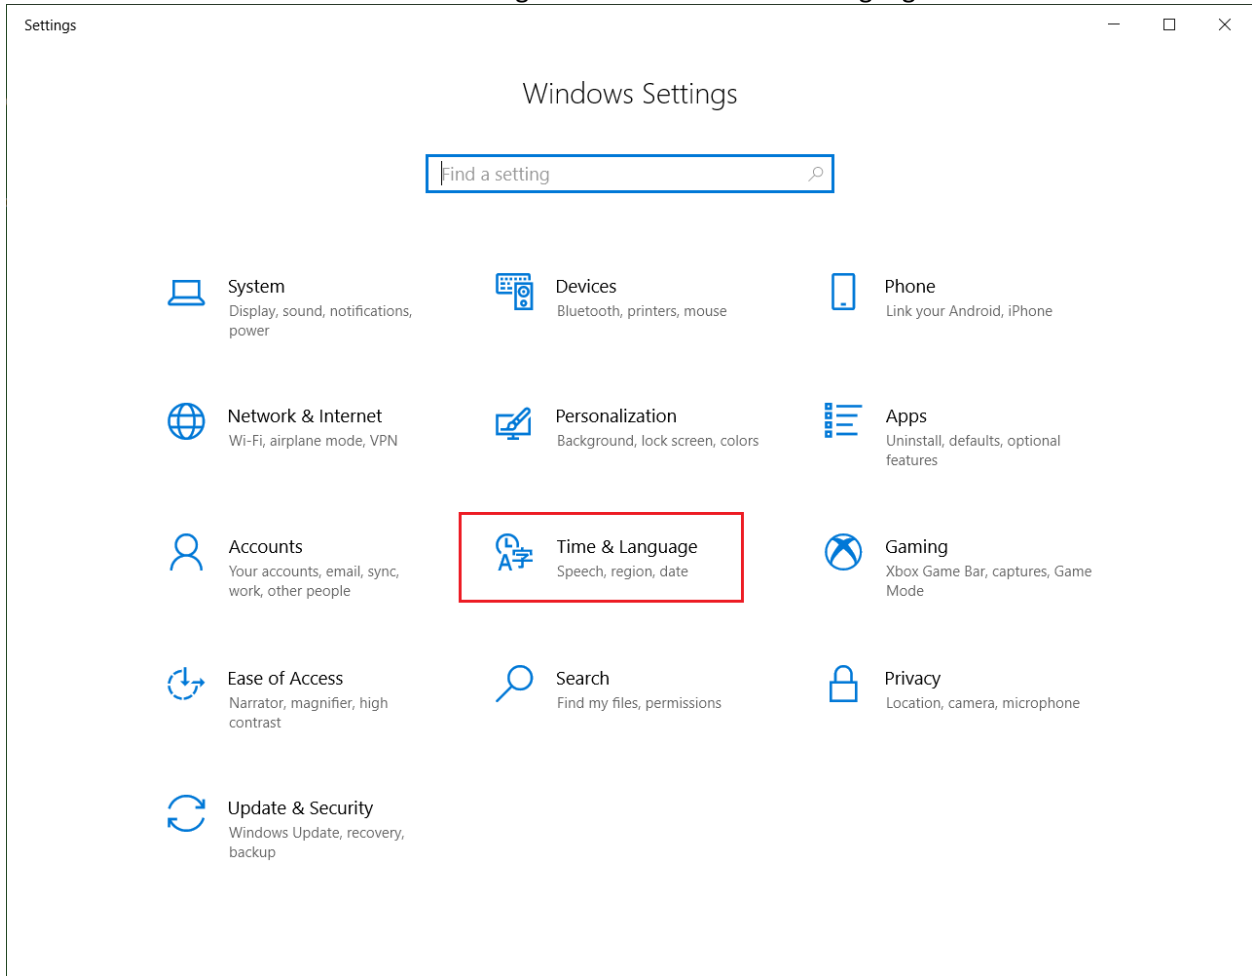 Settings
Windows Settings
Find a setting
System
Display, sound, notifications,
power
Devices
Bluetooth, printers, mouse
Phone
Link your Android, iPhone
Network & Internet
Wi-Fi, airplane mode, VPN
Personalization
Background, lock screen, colors
Apps
Uninstall, defaults, optional
features
Accounts
Your accounts, email, sync,
work, other people
Time & Language
Speech, region, date
Gaming
Xbox Game Bar, captures, Game
Mode
Ease of Access
Narrator, magnifier, high
contrast
Search
Find my files, permissions
Privacy
Location, camera, microphone
Update & Security
Windows Update, recovery,
backup